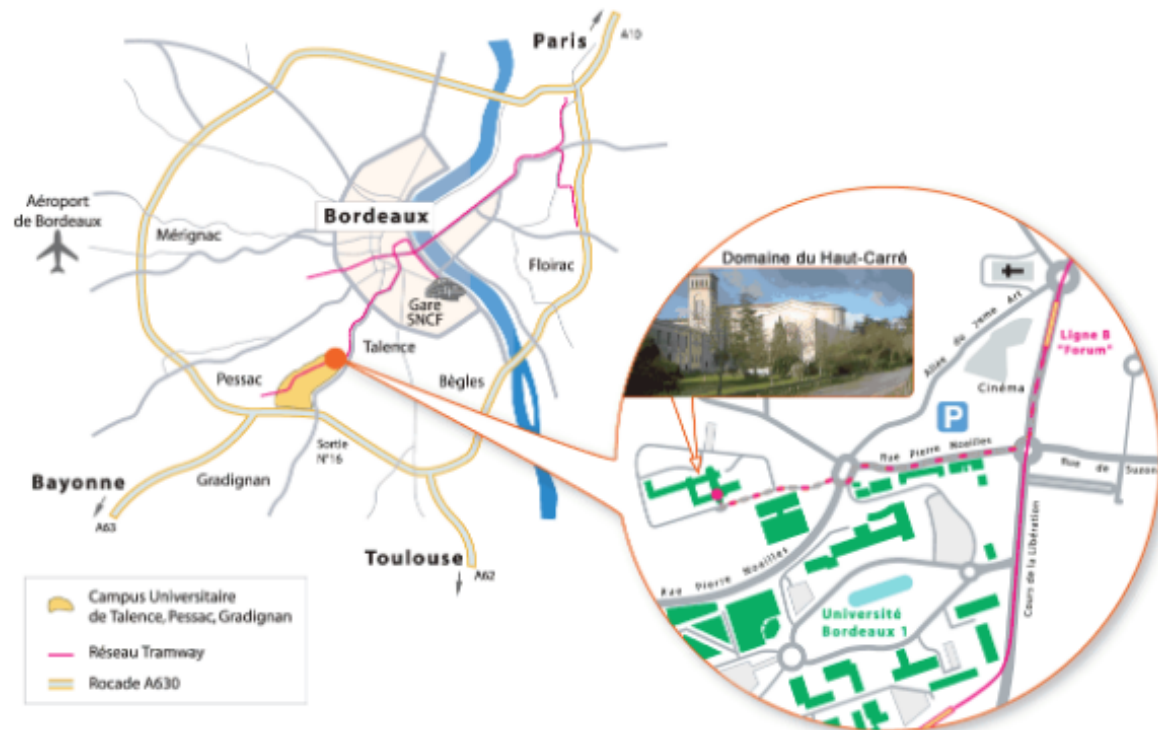 Paris
A10
Aéroport
de Bordeaux
Mérignac
Bordeaux
Floirac
Gare
SNCF
Talence
Pessac
Bègles
Sortie
N°16
Gradignan
Bayonne
A63
Toulouse
A62
Campus Universitaire
de Talence, Pessac, Gradignan
Réseau Tramway
Rocade A630
Domaine du Haut-Carré
Allée du 7eme Art
Ligne B
"Forum"
Cinéma
P
Rue Pierre Noailles
Rue de Suzon
Cours de la Libération
Rue Pierre Noailles
Université
Bordeaux 1